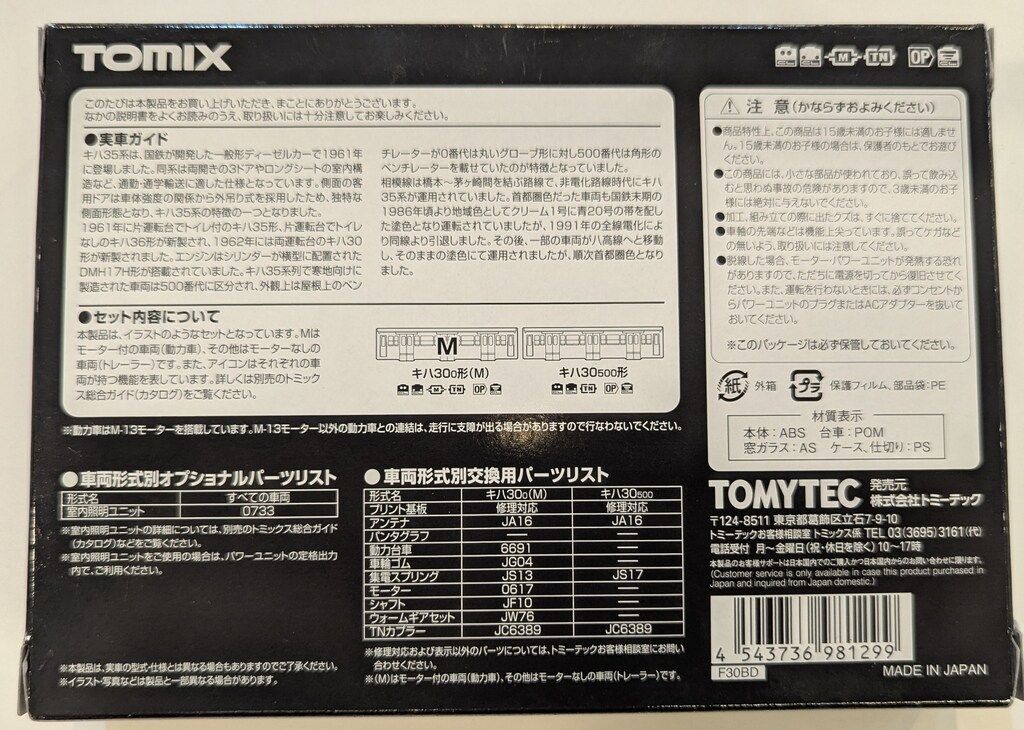 TOMIX
M TN OP CL
このたびは本製品をお買い上げいただき、まことにありがとうございます。
なかの説明書をよくお読みのうえ、取り扱いには十分注意してお楽しみください。
●実車ガイド
キハ35系は、国鉄が開発した一般形ディーゼルカーで1961年
に登場しました。同系は両開きの3ドアやロングシートの室内構
造など、通勤・通学輸送に適した仕様となっています。側面の客
用ドアは車体強度の関係から外吊り式を採用したため、独特な
側面形態となり、キハ35系の特徴の一つとなりました。
1961年に片運転台でトイレ付のキハ35形、片運転台でトイレ
なしのキハ36形が新製され、1962年には両運転台のキハ30
形が新製されました。エンジンはシリンダーが横型に配置された
DMH17H形が搭載されていました。キハ35系列で寒地向けに
製造された車両は500番代に区分され、外観上は屋根上のベン
チレーターが0番代は丸いグローブ形に対し500番代は角形の
ベンチレーターを載せていたのが特徴となっていました。
相模線は橋本〜茅ヶ崎間を結ぶ路線で、非電化路線時代にキハ
35系が運用されていました。首都圏色だった車両も国鉄末期の
1986年頃より地域色としてクリーム1号に青20号の帯を配し
た塗色となり運転されていましたが、1991年の全線電化によ
り同線より引退しました。その後、一部の車両が八高線へと移動
し、そのままの塗色にて運用されましたが、順次首都圏色となり
ました。
●セット内容について
本製品は、イラストのようなセットとなっています。Mは
モーター付の車両(動力車)、その他はモーターなしの
車両(トレーラー)です。また、アイコンはそれぞれの車
両が持つ機能を表しています。詳しくは別売のトミック
ス総合ガイド(カタログ)をご覧ください。
M
キハ300形(M) キハ30500形
M TN OP CL OP
※動力車はM-13モーターを搭載しています。M-13モーター以外の動力車との連結は、走行に支障が出る場合がありますので行なわないでください。
●車両形式別オプショナルパーツリスト
形式名 すべての車両
室内照明ユニット 0733
※室内照明ユニットの詳細については、別売のトミックス総合ガイド
(カタログ)などをご覧ください。
※室内照明ユニットをご使用の場合は、パワーユニットの定格出力
内で、ご利用ください。
※本製品は、実車の型式・仕様とは異なる場合もありますのでご了承ください。
※イラスト・写真などは製品と一部異なる場合があります。
●車両形式別交換用パーツリスト
形式名 キハ300(M) キハ30500
プリント基板 修理対応 修理対応
アンテナ JA16 JA16
パンタグラフ — —
動力台車 6691 —
車輪ゴム JG04 —
集電スプリング JS13 JS17
モーター 0617 —
シャフト JF10 —
ウォームギアセット JW76 —
TNカプラー JC6389 JC6389
※修理対応および表示以外のパーツについては、トミーテックお客様相談室にお問い
合わせください。
※(M)はモーター付の車両(動力車)、その他はモーターなしの車両(トレーラー)です。
注 意(かならずおよみください)
●商品特性上、この商品は15歳未満のお子様には適しませ
ん。15歳未満のお子様の場合は、保護者のもとでお遊び
ください。
●この商品には、小さな部品が使われており、誤って飲み込
むと思わぬ事故の危険がありますので、3歳未満のお子
様には絶対に与えないでください。
●加工、組み立ての際に出たクズは、すぐに捨ててください。
●車輪の先端などは機能上尖っています。誤ってケガなど
の無いよう、取り扱いには注意してください。
●脱線した場合、モーター・パワーユニットが発熱する恐れ
がありますので、ただちに電源を切ってから復旧させてく
ださい。また、運転を行わないときには、必ずコンセントか
らパワーユニットのプラグまたはACアダプターを抜いて
おいてください。
※このパッケージは必ず保管しておいてください。
紙 外箱 プラ 保護フィルム、部品袋:PE
材質表示
本体:ABS 台車:POM
窓ガラス:AS ケース、仕切り:PS
TOMYTEC 発売元 株式会社トミーテック
〒124-8511 東京都葛飾区立石7-9-10
トミーテックお客様相談室 トミックス係 TEL 03(3695)3161(代)
電話受付 月〜金曜日(祝・休日を除く)10〜17時
本製品のお客様サポートは日本国内でのご購入かつ日本国内からのお問い合わせに限ります。
(Customer service is only available in case this product purchased in
Japan and inquired from Japan domestic.)
4 543736 981299
F30BD
MADE IN JAPAN